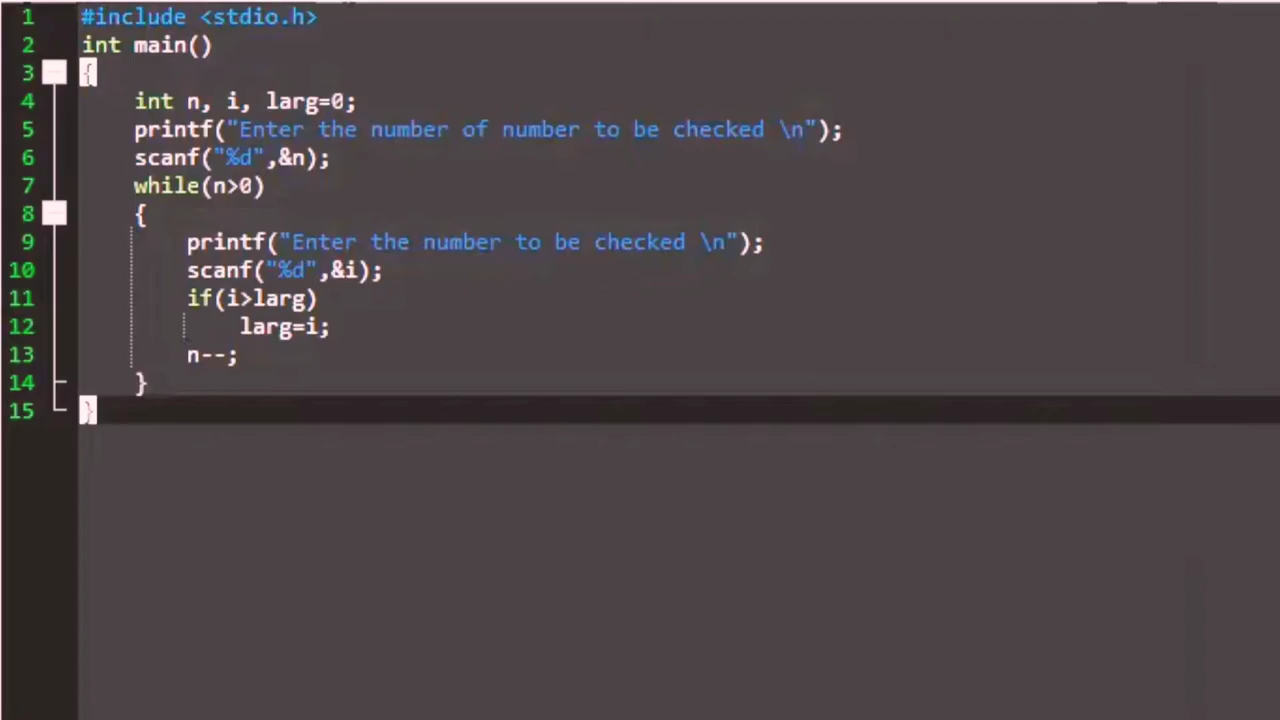 1 #include <stdio.h>
2 int main()
3 {
4 int n, i, larg=0;
5 printf("Enter the number of number to be checked \n");
6 scanf("%d",&n);
7 while(n>0)
8 {
9 printf("Enter the number to be checked \n");
10 scanf("%d",&i);
11 if(i>larg)
12 larg=i;
13 n--;
14 }
15 }